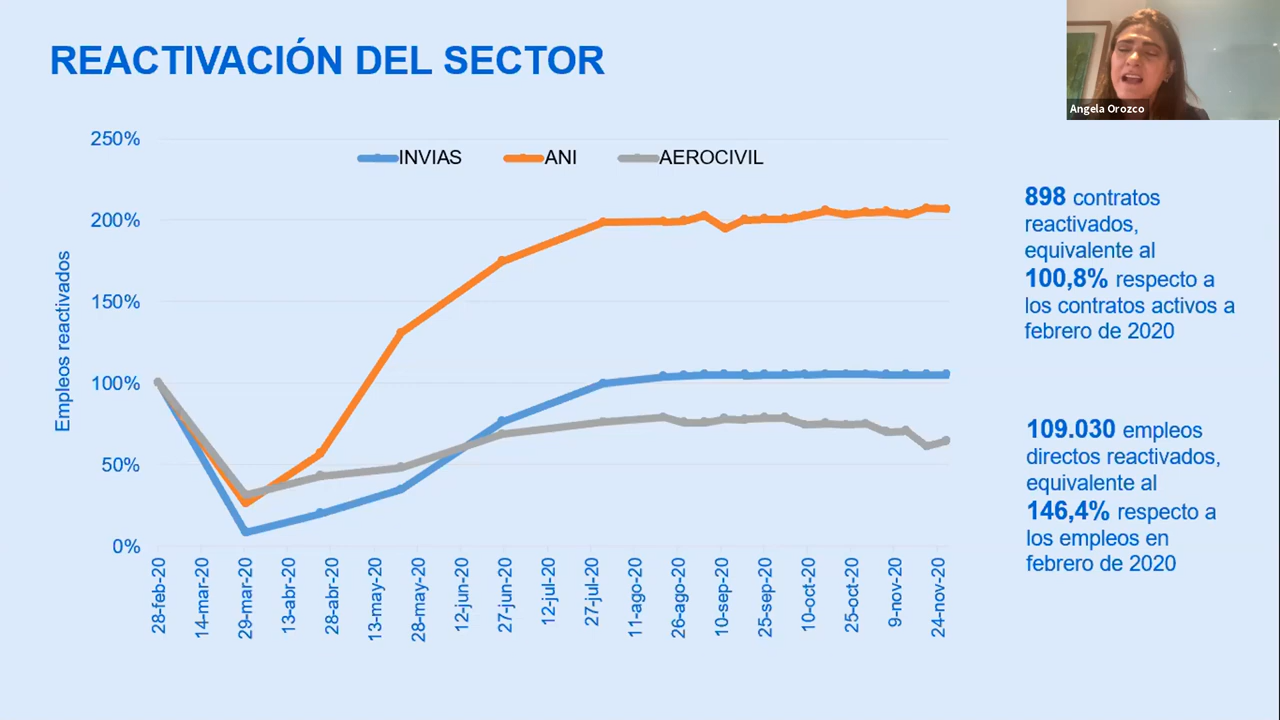 REACTIVACIÓN DEL SECTOR
Angela Orozco
INVIAS
ANI
AEROCIVIL
Empleos reactivados
250%
200%
150%
100%
50%
0%
28-feb-20
14-mar-20
29-mar-20
13-abr-20
28-abr-20
13-may-20
28-may-20
12-jun-20
27-jun-20
12-jul-20
27-jul-20
11-ago-20
26-ago-20
10-sep-20
25-sep-20
10-oct-20
25-oct-20
9-nov-20
24-nov-20
898 contratos
reactivados,
equivalente al
100,8% respecto a
los contratos activos a
febrero de 2020
109.030 empleos
directos reactivados,
equivalente al
146,4% respecto a
los empleos en
febrero de 2020